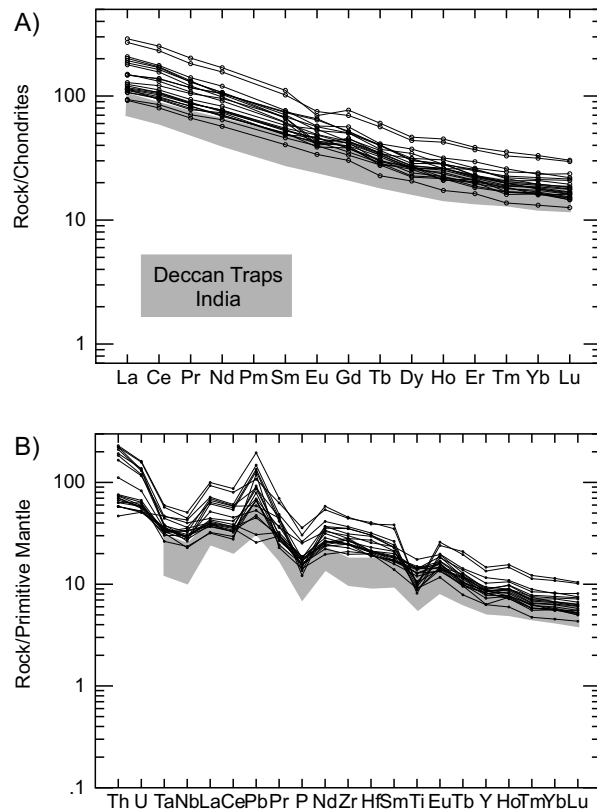 A)
Rock/Chondrites
100
10
1
Deccan Traps
India
La Ce Pr Nd Pm Sm Eu Gd Tb Dy Ho Er Tm Yb Lu
B)
Rock/Primitive Mantle
100
10
1
.1
Th U Ta Nb La Ce Pb Pr P Nd Zr Hf Sm Ti Eu Tb Y Ho Tm Yb Lu